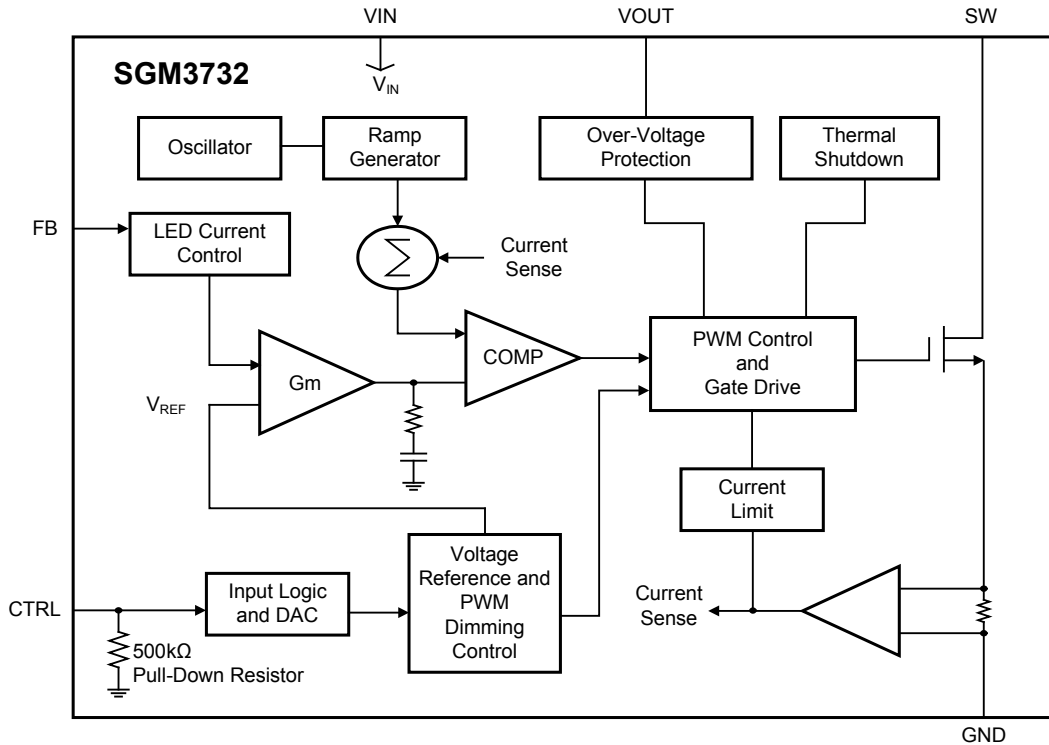 VIN
VOUT
SW
SGM3732
VIN
Oscillator
Ramp
Generator
Over-Voltage
Protection
Thermal
Shutdown
FB
LED Current
Control
∑
Current
Sense
Gm
COMP
PWM Control
and
Gate Drive
VREF
Current
Limit
CTRL
Input Logic
and DAC
Voltage
Reference and
PWM
Dimming
Control
Current
Sense
500kΩ
Pull-Down Resistor
GND